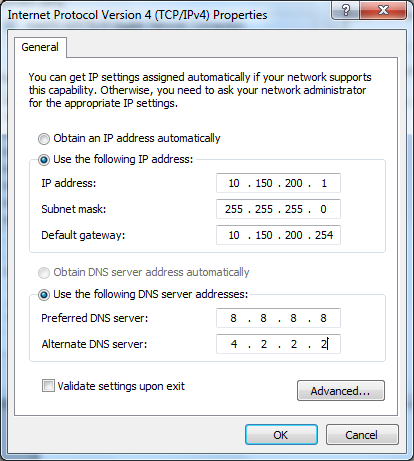 Internet Protocol Version 4 (TCP/IPv4) Properties
General
You can get IP settings assigned automatically if your network supports
this capability. Otherwise, you need to ask your network administrator
for the appropriate IP settings.
Obtain an IP address automatically
Use the following IP address:
IP address: 10 . 150 . 200 . 1
Subnet mask: 255 . 255 . 255 . 0
Default gateway: 10 . 150 . 200 . 254
Obtain DNS server address automatically
Use the following DNS server addresses:
Preferred DNS server: 8 . 8 . 8 . 8
Alternate DNS server: 4 . 2 . 2 . 2
Validate settings upon exit
Advanced...
OK Cancel